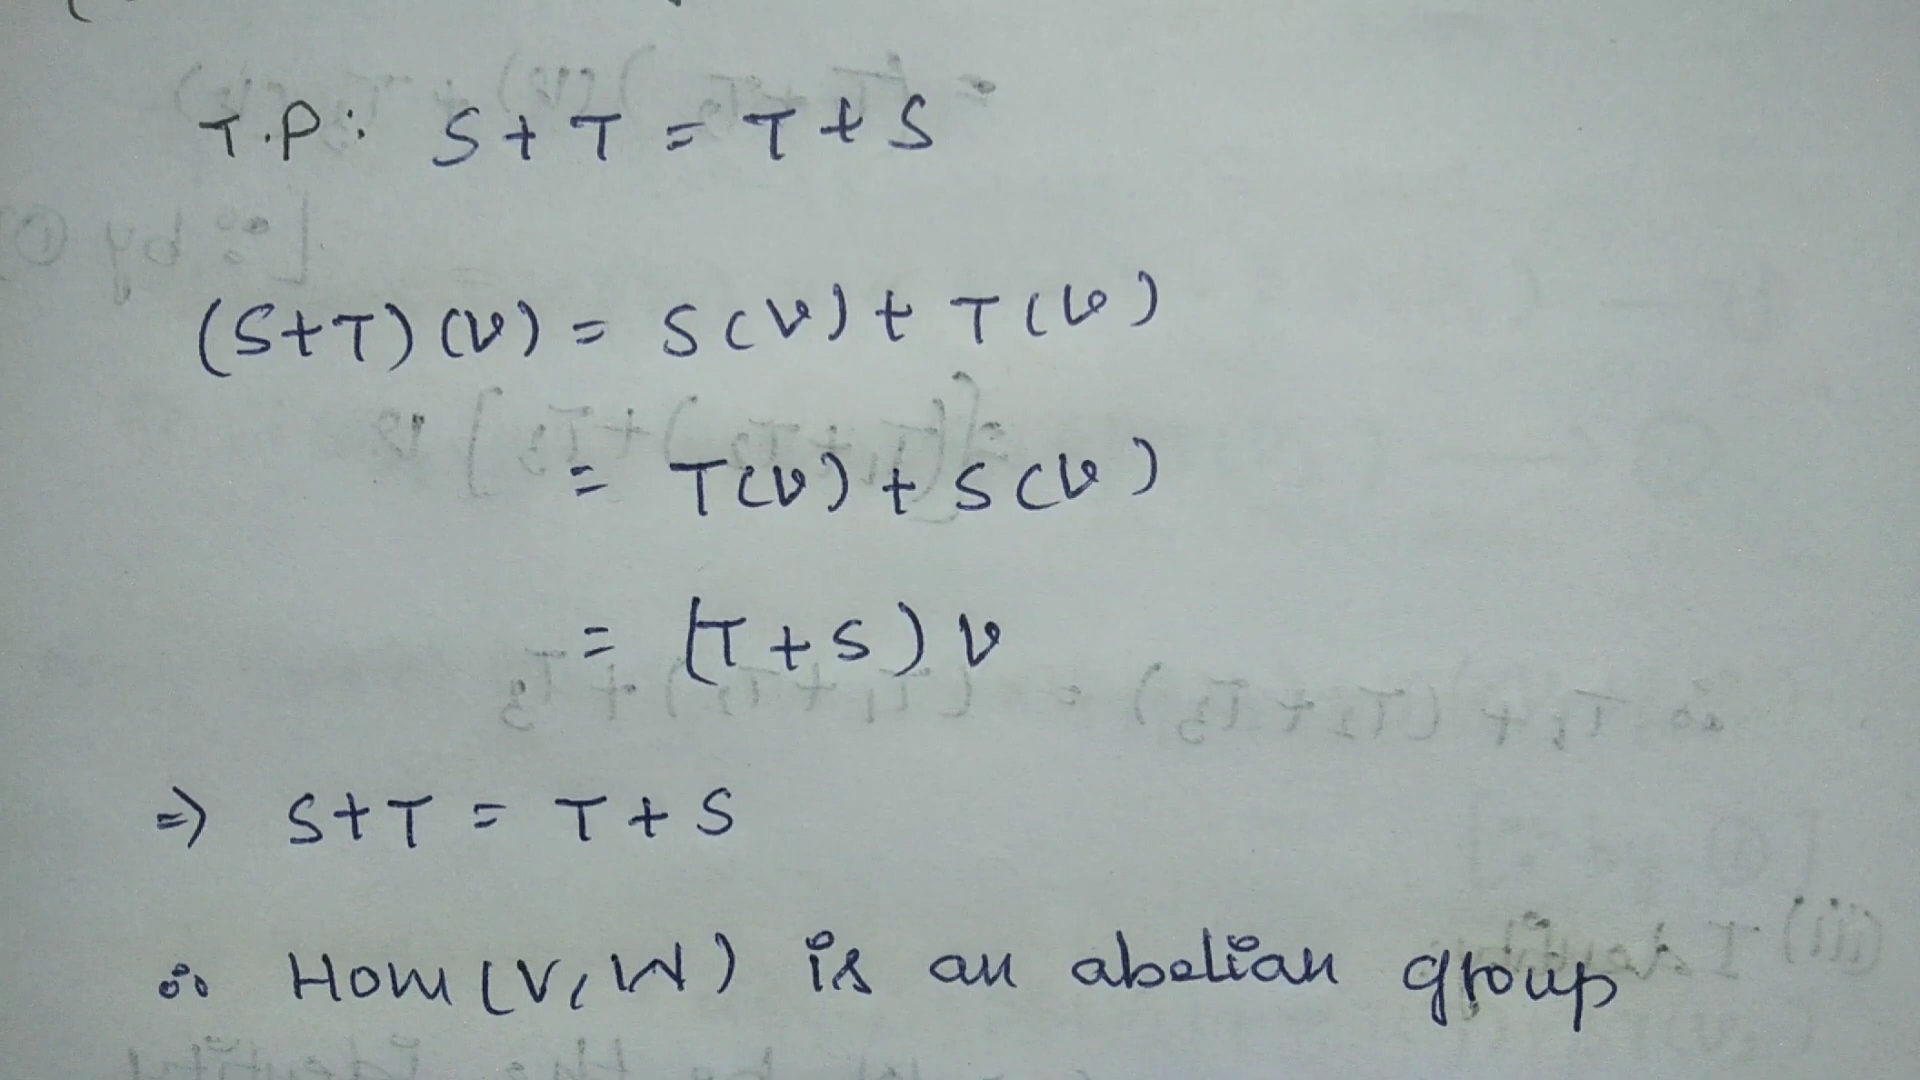 T.P: S + T = T + S
(S+T) (v) = S(v) + T(v)
= T(v) + S(v)
= (T+S) v
⇒ S+T = T+S
∴ Hom (V, W) is an abelian group